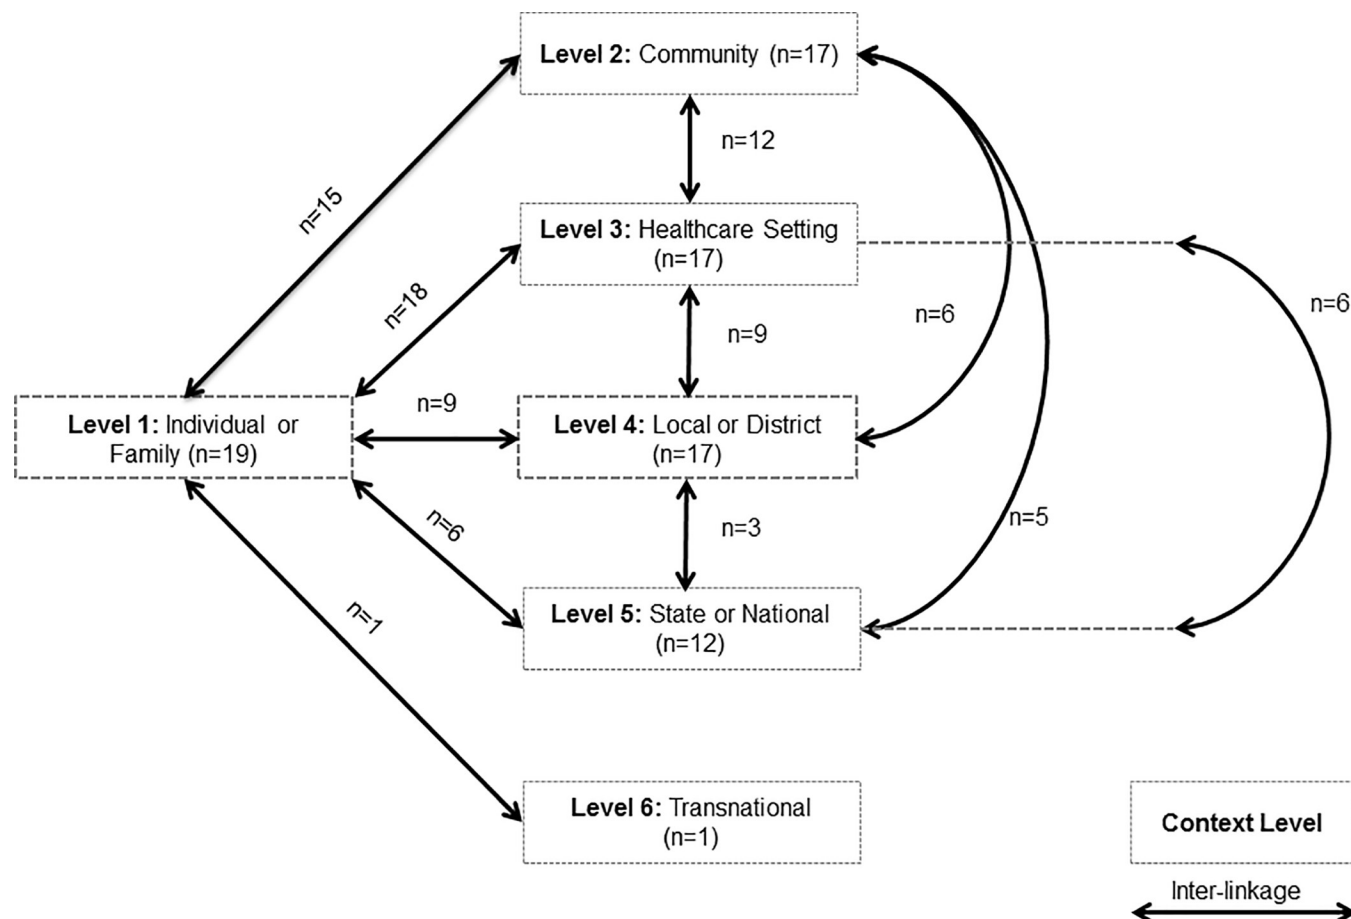 Level 2: Community (n=17)
n=12
n=15
Level 3: Healthcare Setting
(n=17)
n=18
n=6
n=6
n=9
n=9
Level 1: Individual or
Family (n=19)
Level 4: Local or District
(n=17)
n=6
n=3
n=5
Level 5: State or National
(n=12)
n=1
Level 6: Transnational
(n=1)
Context Level
Inter-linkage